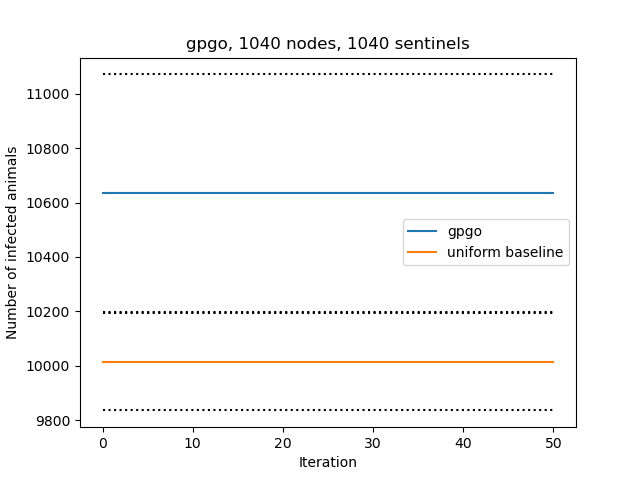 gpgo, 1040 nodes, 1040 sentinels
11000
10800
10600
10400
10200
10000
9800
Number of infected animals
gpgo
uniform baseline
0 10 20 30 40 50
Iteration